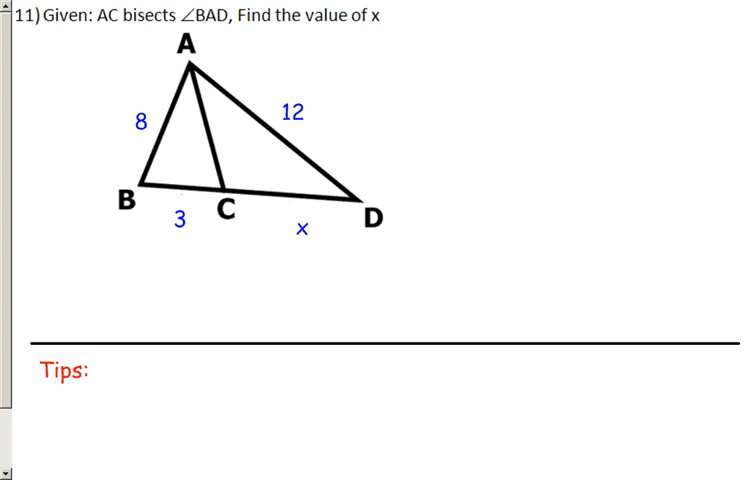 11) Given: AC bisects ∠BAD, Find the value of x
A
8
12
B
C
D
3
x
Tips: